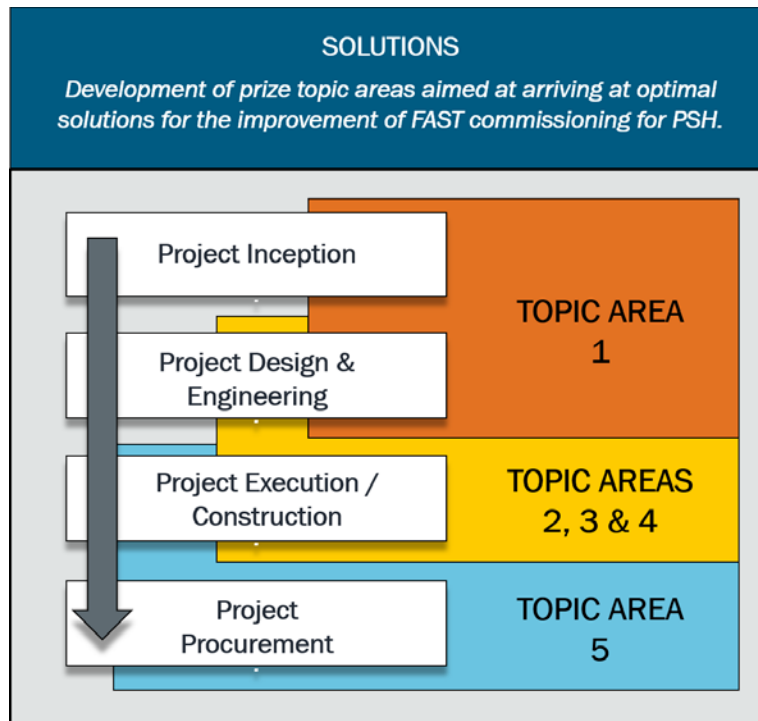 SOLUTIONS
Development of prize topic areas aimed at arriving at optimal
solutions for the improvement of FAST commissioning for PSH.
Project Inception
TOPIC AREA
1
Project Design &
Engineering
Project Execution /
Construction
TOPIC AREAS
2, 3 & 4
Project
Procurement
TOPIC AREA
5